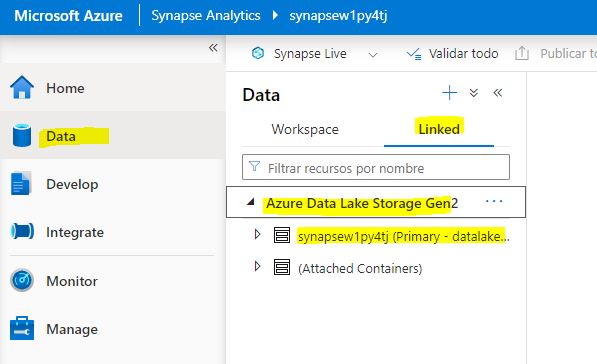 Microsoft Azure Synapse Analytics > synapsew1py4tj
«
Synapse Live Validar todo Publicar to
Home
Data
Develop
Integrate
Monitor
Manage
Data
Workspace Linked
Filtrar recursos por nombre
Azure Data Lake Storage Gen2 ...
synapsew1py4tj (Primary - datalake...
(Attached Containers)